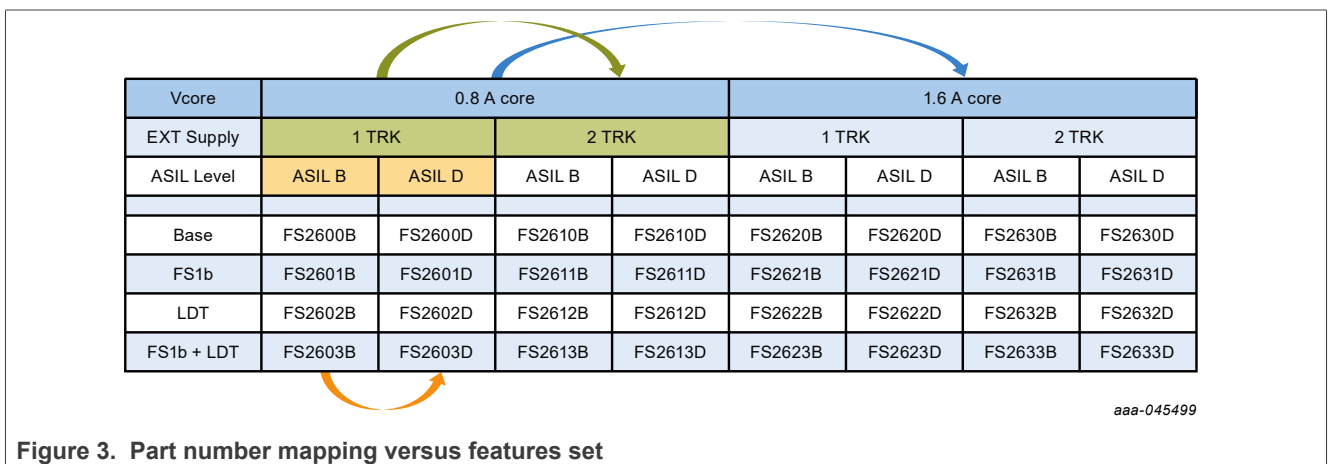 Vcore 0.8 A core 1.6 A core
EXT Supply 1 TRK 2 TRK 1 TRK 2 TRK
ASIL Level ASIL B ASIL D ASIL B ASIL D ASIL B ASIL D ASIL B ASIL D
Base FS2600B FS2600D FS2610B FS2610D FS2620B FS2620D FS2630B FS2630D
FS1b FS2601B FS2601D FS2611B FS2611D FS2621B FS2621D FS2631B FS2631D
LDT FS2602B FS2602D FS2612B FS2612D FS2622B FS2622D FS2632B FS2632D
FS1b + LDT FS2603B FS2603D FS2613B FS2613D FS2623B FS2623D FS2633B FS2633D
aaa-045499
Figure 3. Part number mapping versus features set